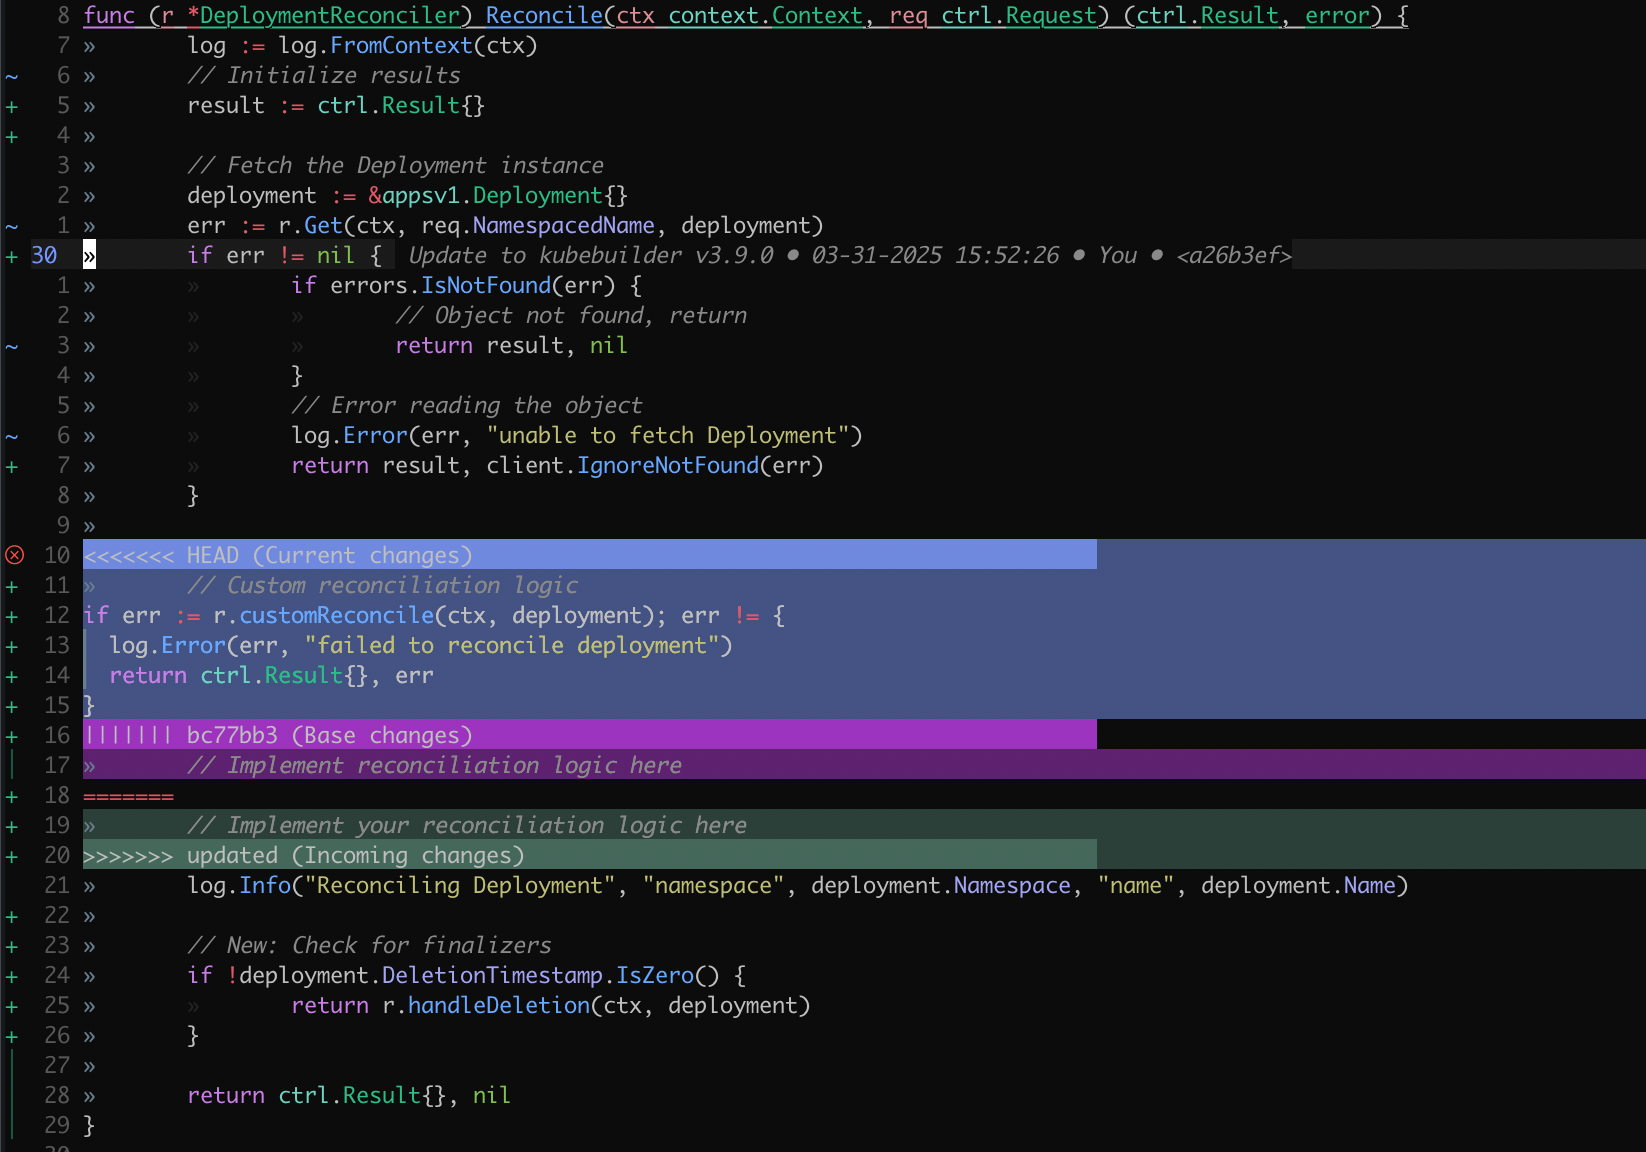 8 func (r *DeploymentReconciler) Reconcile(ctx context.Context, req ctrl.Request) (ctrl.Result, error) {
7 »       log := log.FromContext(ctx)
~ 6 »       // Initialize results
+ 5 »       result := ctrl.Result{}
+ 4 »
3 »       // Fetch the Deployment instance
2 »       deployment := &appsv1.Deployment{}
~ 1 »       err := r.Get(ctx, req.NamespacedName, deployment)
+ 30 »       if err != nil {  Update to kubebuilder v3.9.0 • 03-31-2025 15:52:26 • You • <a26b3ef>
1 »       »       if errors.IsNotFound(err) {
2 »       »       »       // Object not found, return
~ 3 »       »       »       return result, nil
4 »       »       }
5 »       »       // Error reading the object
~ 6 »       »       log.Error(err, "unable to fetch Deployment")
+ 7 »       »       return result, client.IgnoreNotFound(err)
8 »       }
9 »
10 <<<<<<< HEAD (Current changes)
+ 11 »       // Custom reconciliation logic
+ 12 if err := r.customReconcile(ctx, deployment); err != {
+ 13   log.Error(err, "failed to reconcile deployment")
+ 14   return ctrl.Result{}, err
+ 15 }
+ 16 ||||||| bc77bb3 (Base changes)
17 »       // Implement reconciliation logic here
+ 18 =======
+ 19 »       // Implement your reconciliation logic here
+ 20 >>>>>>> updated (Incoming changes)
21 »       log.Info("Reconciling Deployment", "namespace", deployment.Namespace, "name", deployment.Name)
+ 22 »
+ 23 »       // New: Check for finalizers
+ 24 »       if !deployment.DeletionTimestamp.IsZero() {
+ 25 »       »       return r.handleDeletion(ctx, deployment)
+ 26 »       }
27 »
28 »       return ctrl.Result{}, nil
29 }